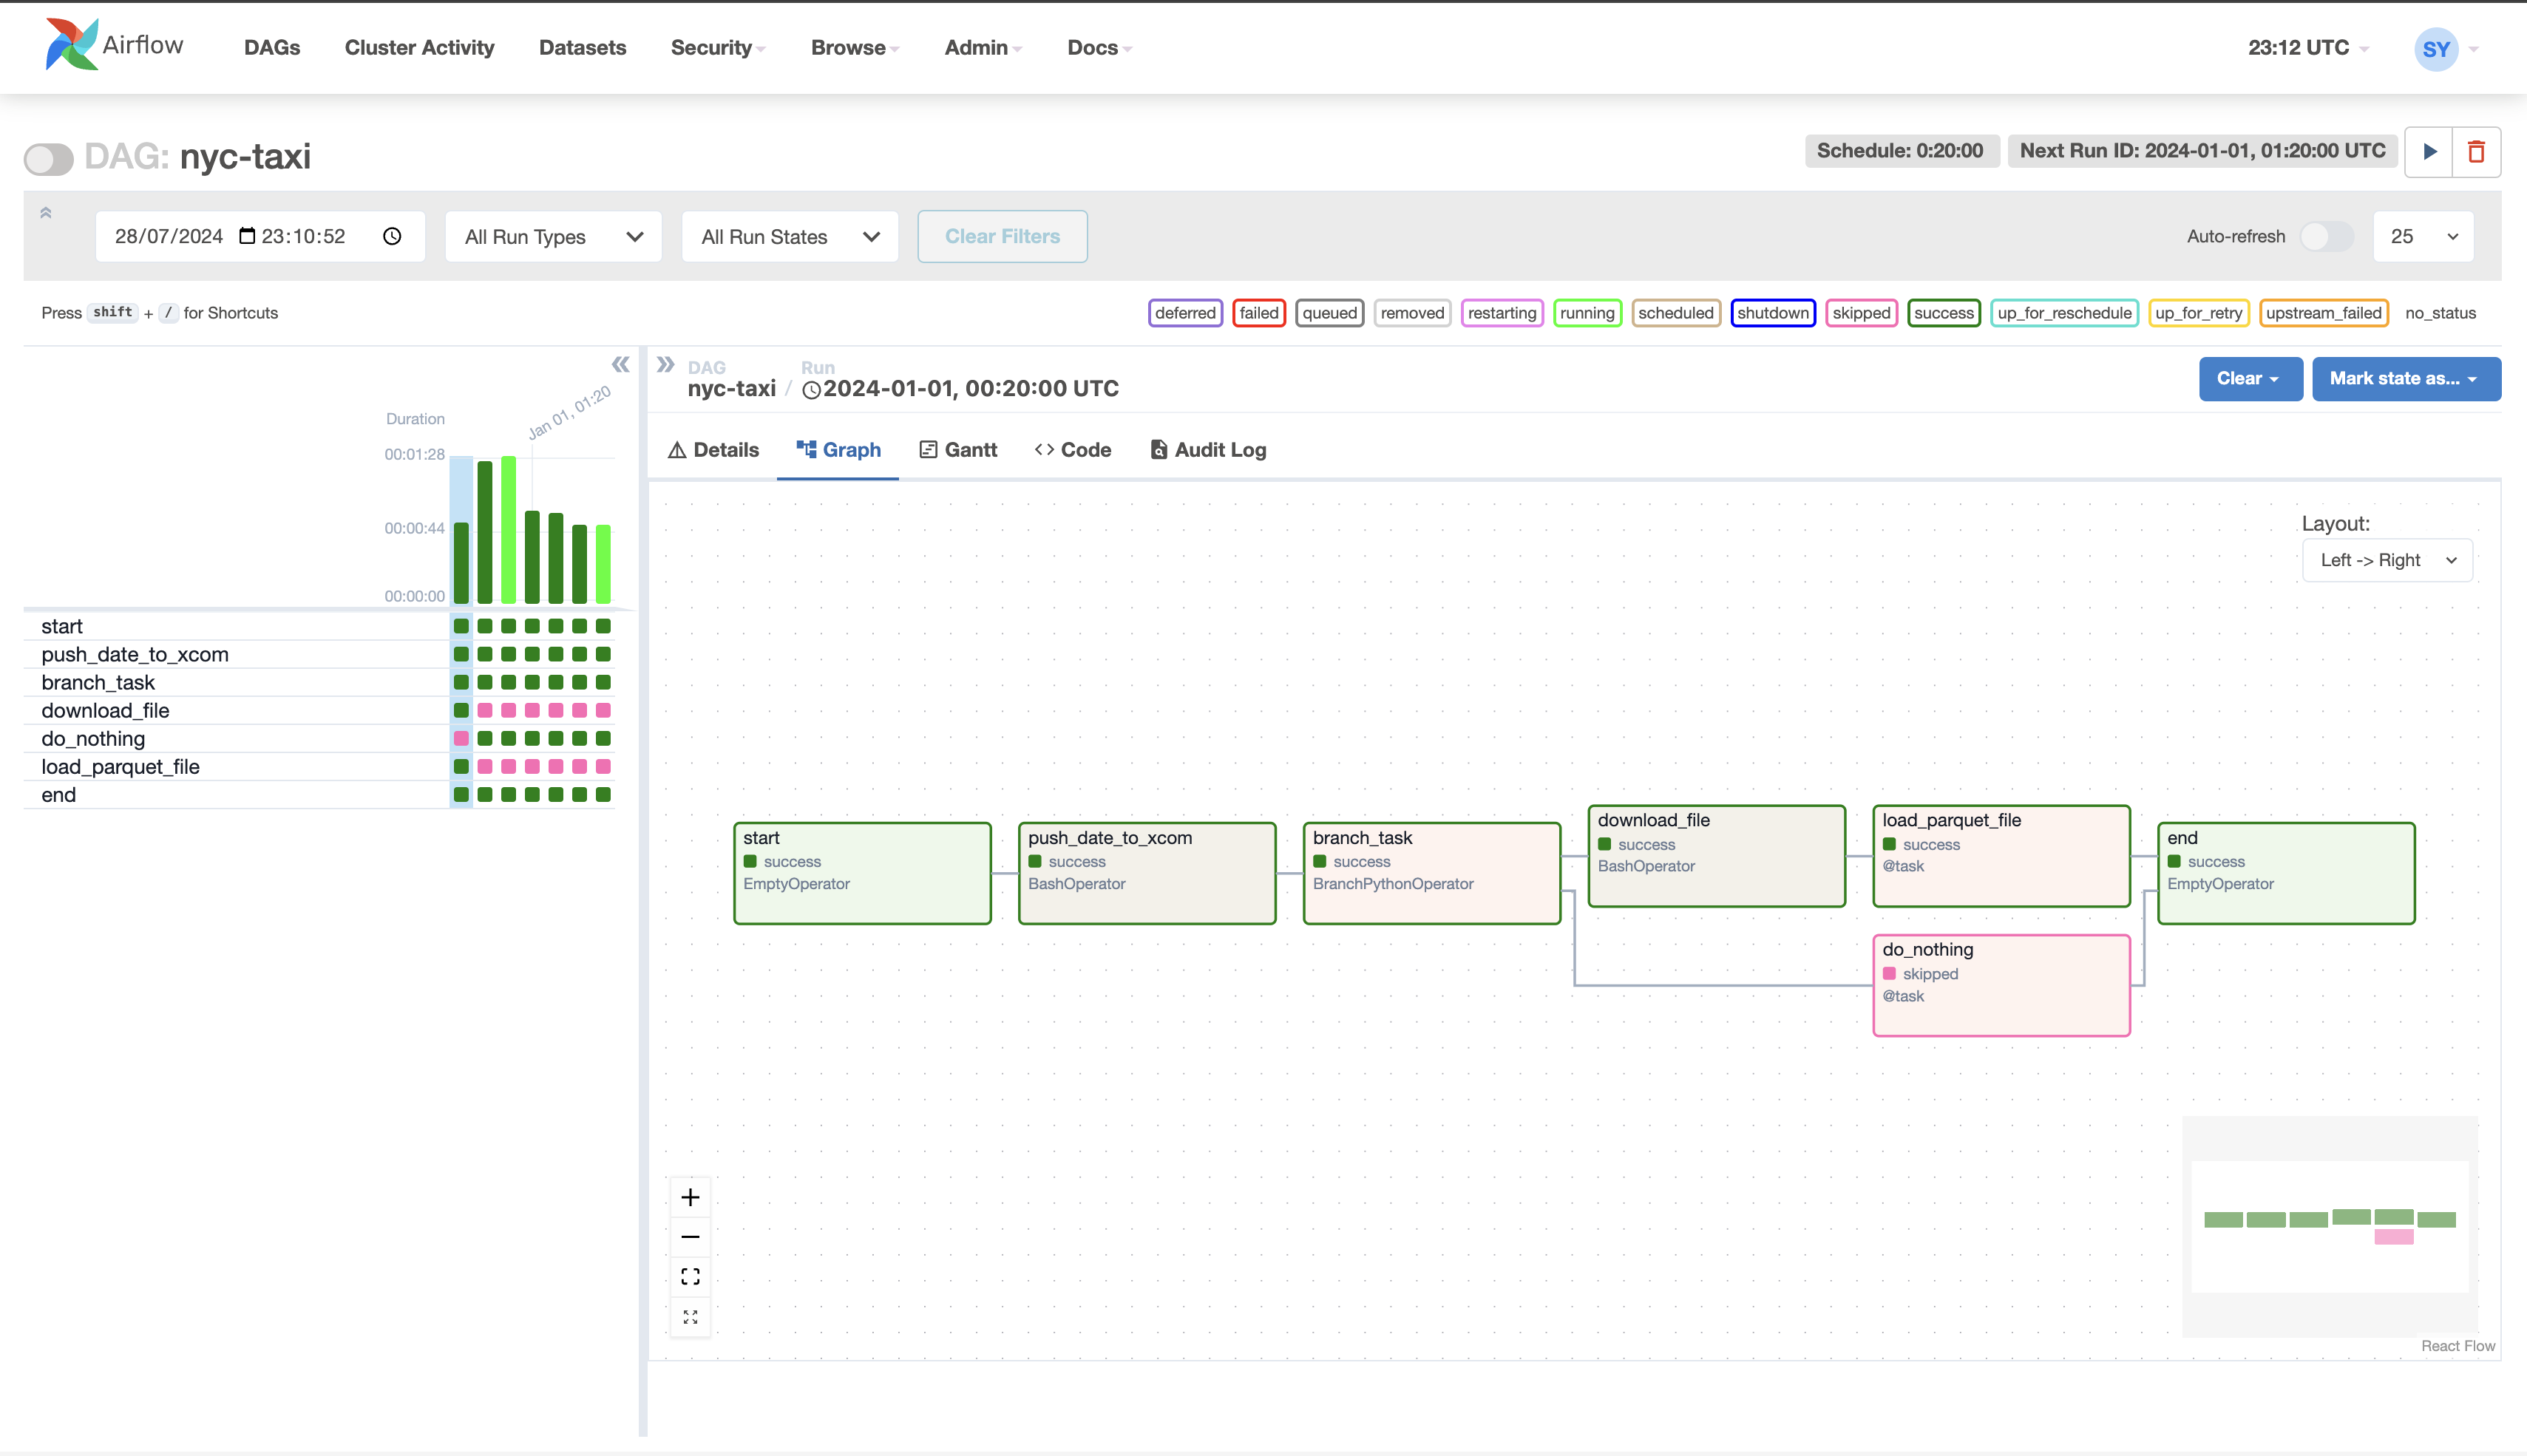 Airflow
DAGs Cluster Activity Datasets Security Browse Admin Docs 23:12 UTC SY
DAG: nyc-taxi Schedule: 0:20:00 Next Run ID: 2024-01-01, 01:20:00 UTC
28/07/2024 23:10:52 All Run Types All Run States Clear Filters Auto-refresh 25
Press shift + / for Shortcuts deferred failed queued removed restarting running scheduled shutdown skipped success up_for_reschedule up_for_retry upstream_failed no_status
Duration
Jan 01, 01:20
00:01:28
00:00:44
00:00:00
start
push_date_to_xcom
branch_task
download_file
do_nothing
load_parquet_file
end
DAG Run
nyc-taxi / 2024-01-01, 00:20:00 UTC
Clear Mark state as...
Details Graph Gantt Code Audit Log
Layout:
Left -> Right
start
success
EmptyOperator
push_date_to_xcom
success
BashOperator
branch_task
success
BranchPythonOperator
download_file
success
BashOperator
load_parquet_file
success
@task
do_nothing
skipped
@task
end
success
EmptyOperator
React Flow